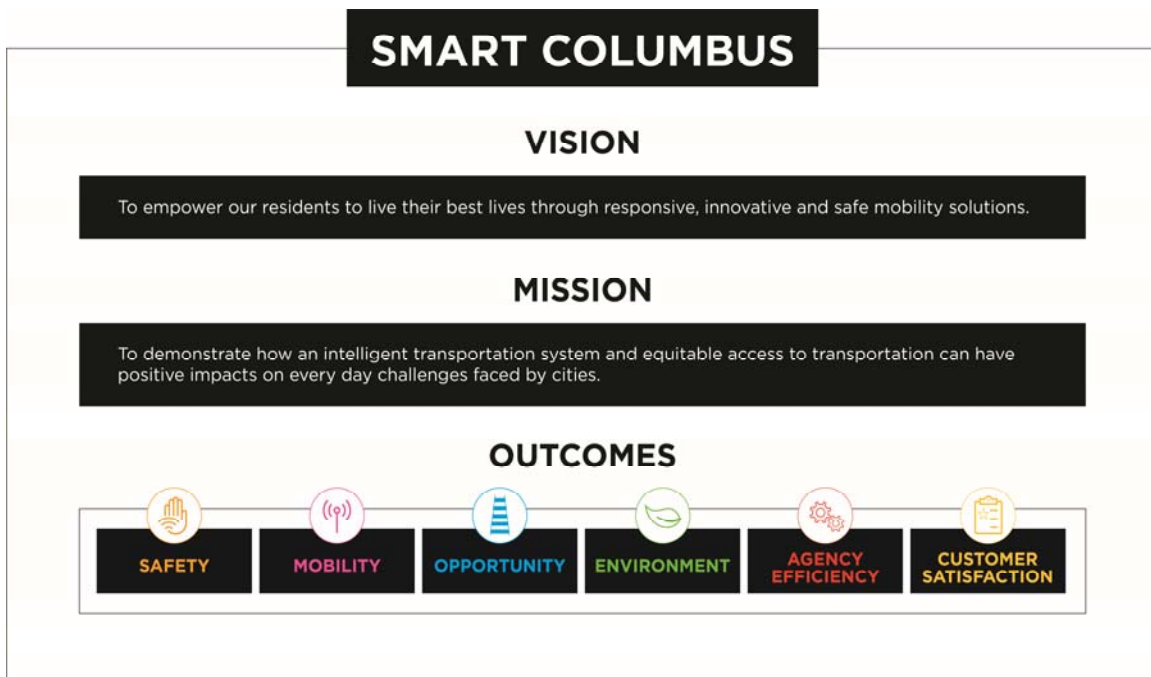 SMART COLUMBUS
VISION
To empower our residents to live their best lives through responsive, innovative and safe mobility solutions.
MISSION
To demonstrate how an intelligent transportation system and equitable access to transportation can have
positive impacts on every day challenges faced by cities.
OUTCOMES
SAFETY
MOBILITY
OPPORTUNITY
ENVIRONMENT
AGENCY
EFFICIENCY
CUSTOMER
SATISFACTION